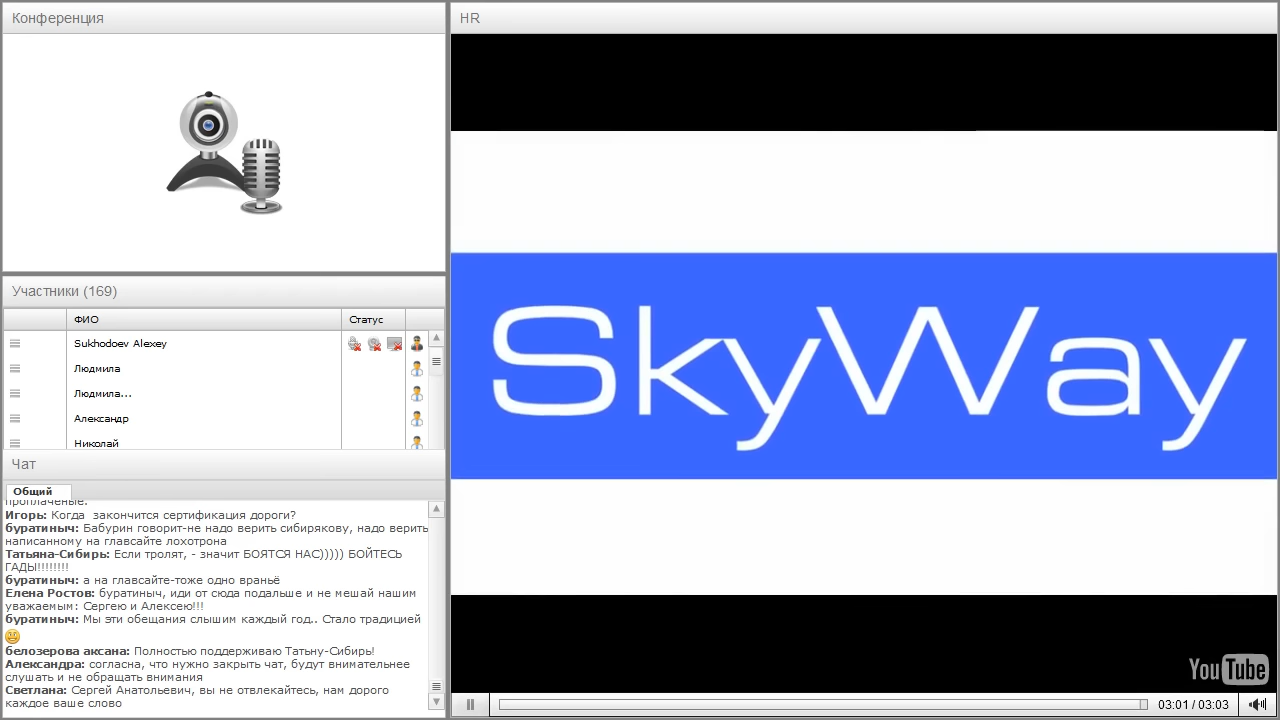 Конференция
HR
SkyWay
YouTube
03:01 / 03:03
Участники (169)
ФИО
Статус
Sukhodoev Alexey
Людмила
Людмила...
Александр
Николай
Чат
Общий
проплаченые.
Игорь: Когда закончится сертификация дороги?
буратиныч: Бабурин говорит-не надо верить сибирякову, надо верить
написанному на главсайте лохотрона
Татьяна-Сибирь: Если тролят, - значит БОЯТСЯ НАС))))) БОЙТЕСЬ
ГАДЫ!!!!!!!!
буратиныч: а на главсайте-тоже одно враньё
Елена Ростов: буратиныч, иди от сюда подальше и не мешай нашим
уважаемым: Сергею и Алексею!!!
буратиныч: Мы эти обещания слышим каждый год.. Стало традицией
белозерова аксана: Полностью поддерживаю Татьну-Сибирь!
Александра: согласна, что нужно закрыть чат, будут внимательнее
слушать и не обращать внимания
Светлана: Сергей Анатольевич, вы не отвлекайтесь, нам дорого
каждое ваше слово